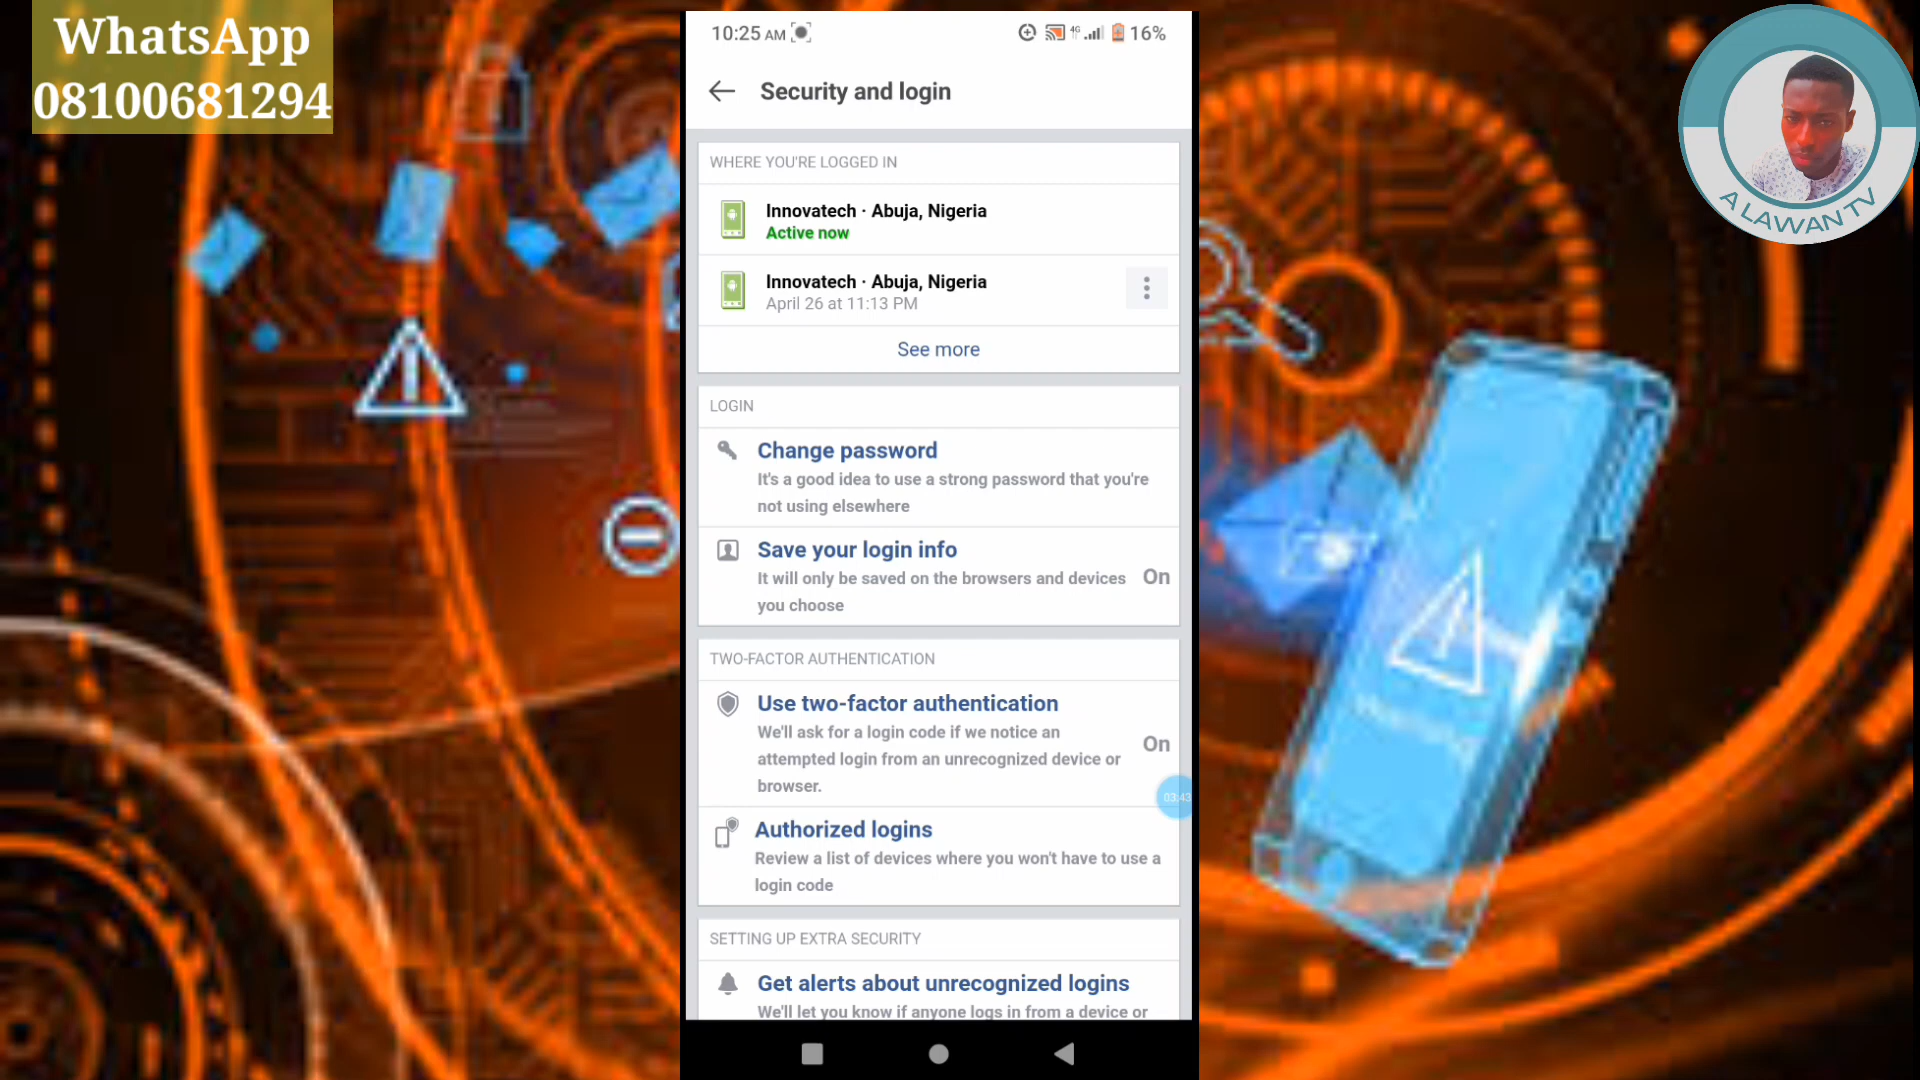 WhatsApp
08100681294
10:25 AM
4G
16%
Security and login
WHERE YOU'RE LOGGED IN
Innovatech · Abuja, Nigeria
Active now
Innovatech · Abuja, Nigeria
April 26 at 11:13 PM
See more
LOGIN
Change password
It's a good idea to use a strong password that you're
not using elsewhere
Save your login info
It will only be saved on the browsers and devices
you choose
On
TWO-FACTOR AUTHENTICATION
Use two-factor authentication
We'll ask for a login code if we notice an
attempted login from an unrecognized device or
browser.
On
03:43
Authorized logins
Review a list of devices where you won't have to use a
login code
SETTING UP EXTRA SECURITY
Get alerts about unrecognized logins
We'll let you know if anyone logs in from a device or
A LAWAN TV